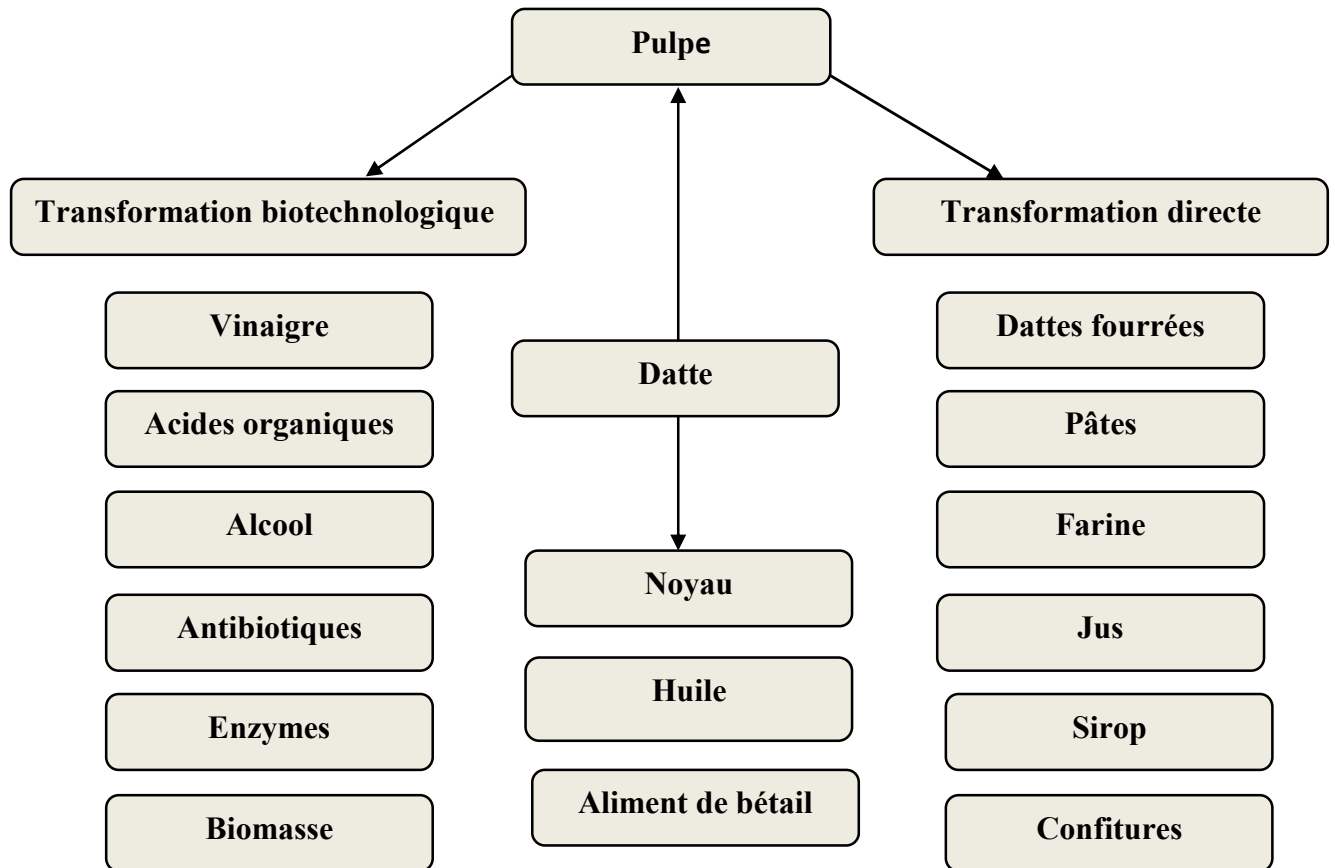 Pulpe
Transformation biotechnologique
Transformation directe
Vinaigre
Acides organiques
Alcool
Antibiotiques
Enzymes
Biomasse
Datte
Noyau
Huile
Aliment de bétail
Dattes fourrées
Pâtes
Farine
Jus
Sirop
Confitures